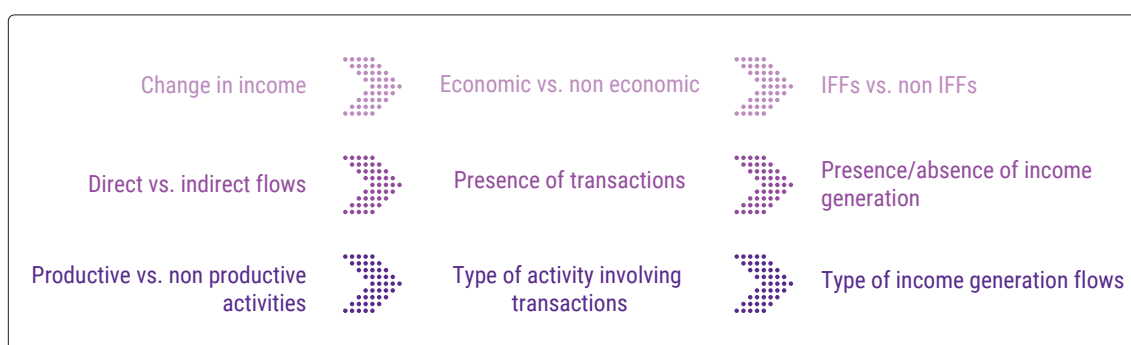 Change in income
Economic vs. non economic
IFFs vs. non IFFs
Direct vs. indirect flows
Presence of transactions
Presence/absence of income
generation
Productive vs. non productive
activities
Type of activity involving
transactions
Type of income generation flows